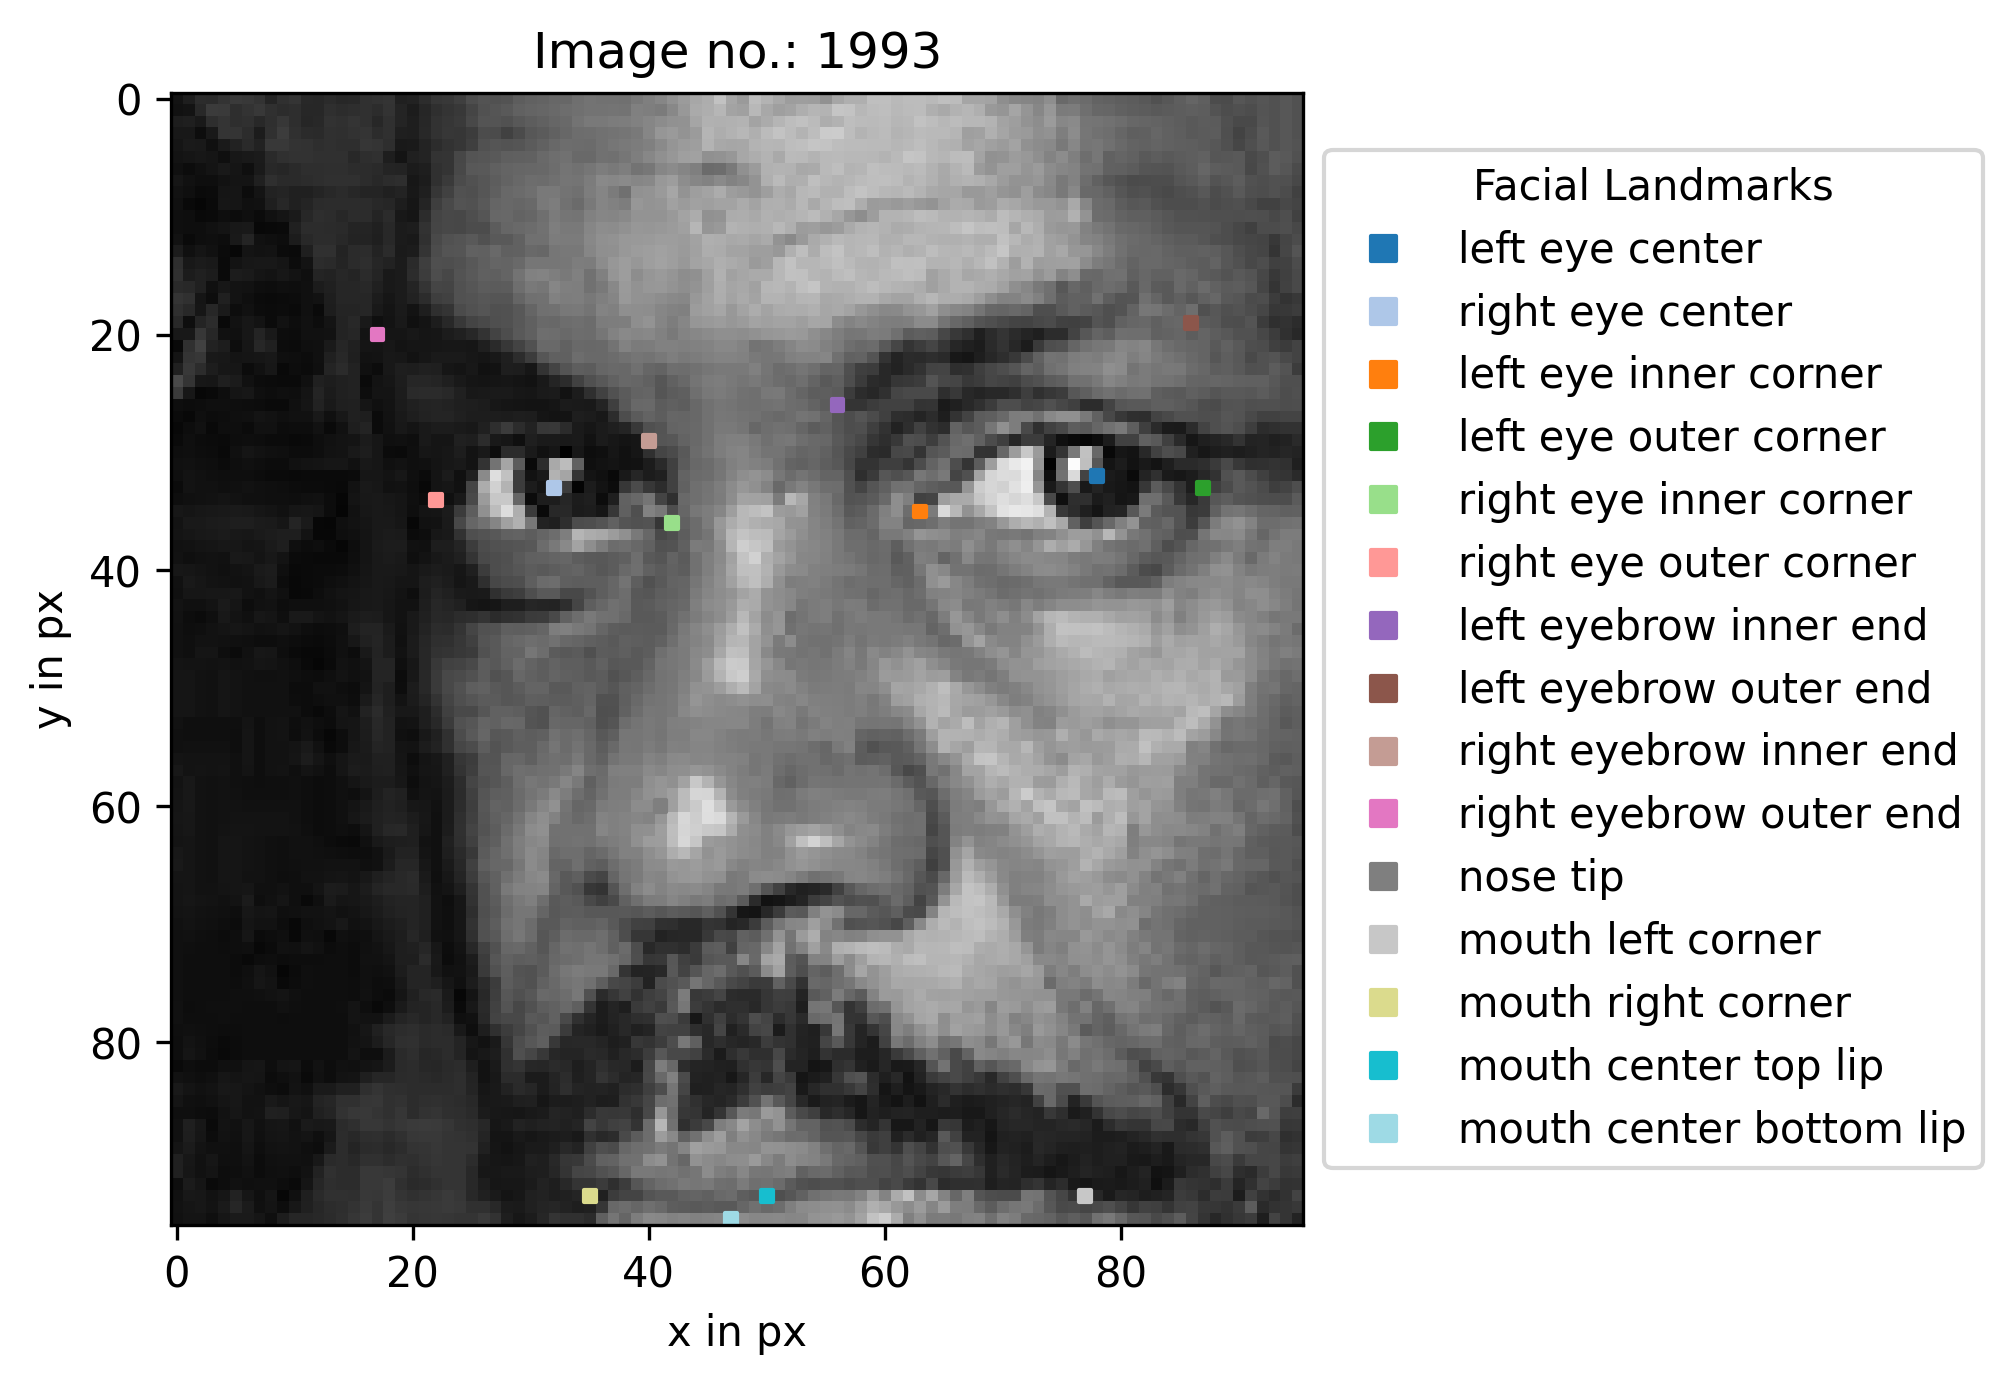 Image no.: 1993
0
20
40
60
80
y in px
0 20 40 60 80
x in px
Facial Landmarks
left eye center
right eye center
left eye inner corner
left eye outer corner
right eye inner corner
right eye outer corner
left eyebrow inner end
left eyebrow outer end
right eyebrow inner end
right eyebrow outer end
nose tip
mouth left corner
mouth right corner
mouth center top lip
mouth center bottom lip